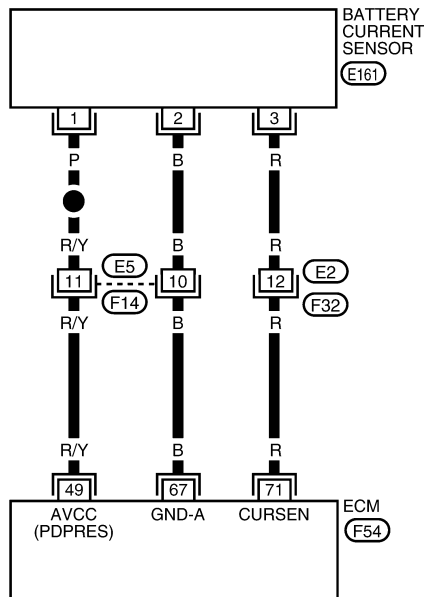 BATTERY
CURRENT
SENSOR
E161
1 2 3
P B R
R/Y B R
11 E5 F14 10 12 E2 F32
R/Y B R
R/Y B R
49 67 71
AVCC GND-A CURSEN
(PDPRES)
ECM
F54